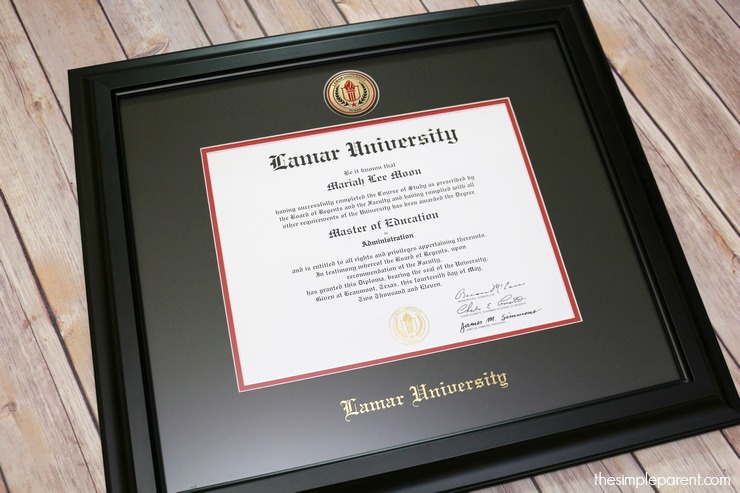 Lamar University
Be it known that
Mariah Lee Moon
having successfully completed the Course of Study as prescribed by
the Board of Regents and the Faculty and having complied with all
other requirements of the University has been awarded the Degree
Master of Education
in
Administration
and is entitled to all rights and privileges appertaining thereunto.
In testimony whereof the Board of Regents, upon
recommendation of the Faculty,
has granted this Diploma, bearing the seal of the University.
Given at Beaumont, Texas, this fourteenth day of May,
Two Thousand and Eleven.
James M. Simmons
Lamar University
thesimpleparent.com